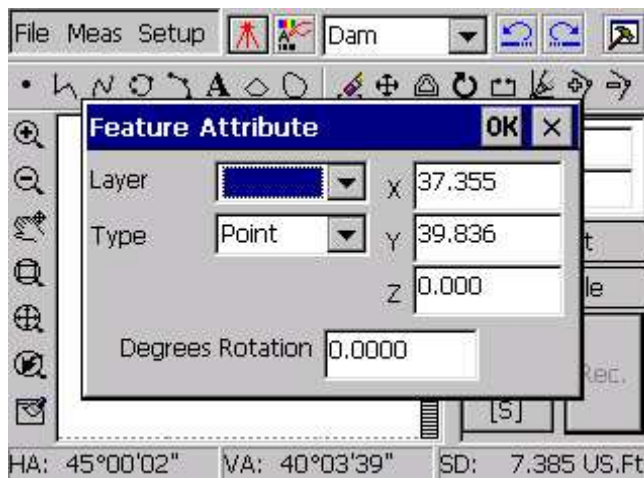 File Meas Setup Dam
A
Feature Attribute OK
Layer X 37.355
Type Point Y 39.836
Z 0.000
Degrees Rotation 0.0000
t
le
Rec.
[S]
HA: 45°00'02" VA: 40°03'39" SD: 7.385 US.Ft